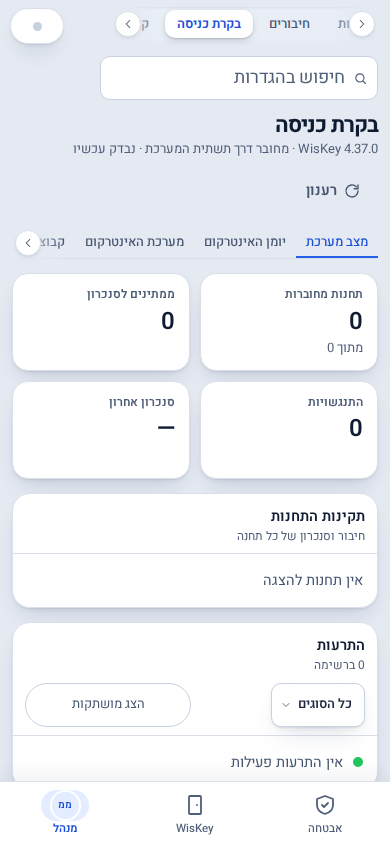 חיבורים
בקרת כניסה
חיפוש בהגדרות
בקרת כניסה
WisKey 4.37.0 · מחובר דרך תשתית המערכת · נבדק עכשיו
רענון
מצב מערכת
יומן האינטרקום
מערכת האינטרקום
תחנות מחוברות
0
מתוך 0
ממתינים לסנכרון
0
התנגשויות
0
סנכרון אחרון
—
תקינות התחנות
חיבור וסנכרון של כל תחנה
אין תחנות להצגה
התרעות
0 ברשימה
כל הסוגים
הצג מושתקות
אין התרעות פעילות
אבטחה
WisKey
ממ
מנהל